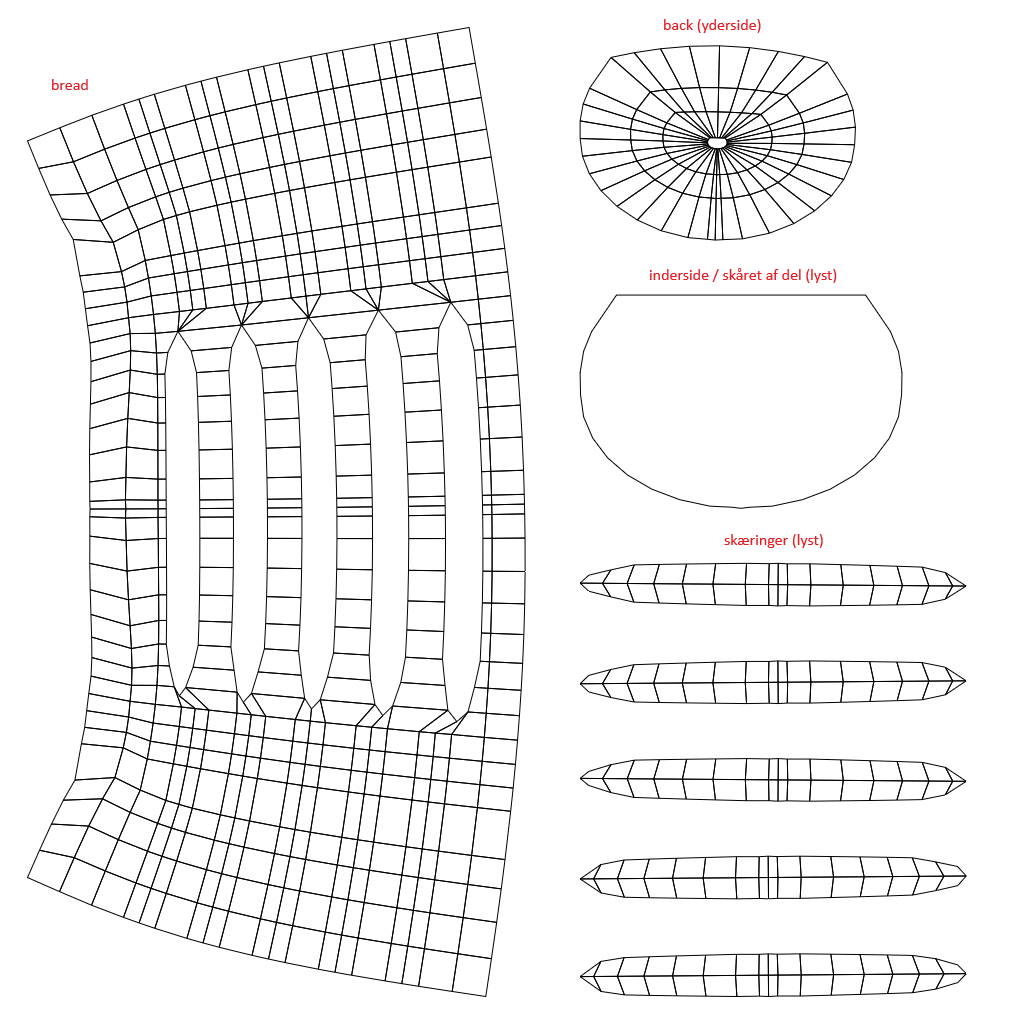 bread
back (yderside)
inderside / skåret af del (lyst)
skæringer (lyst)